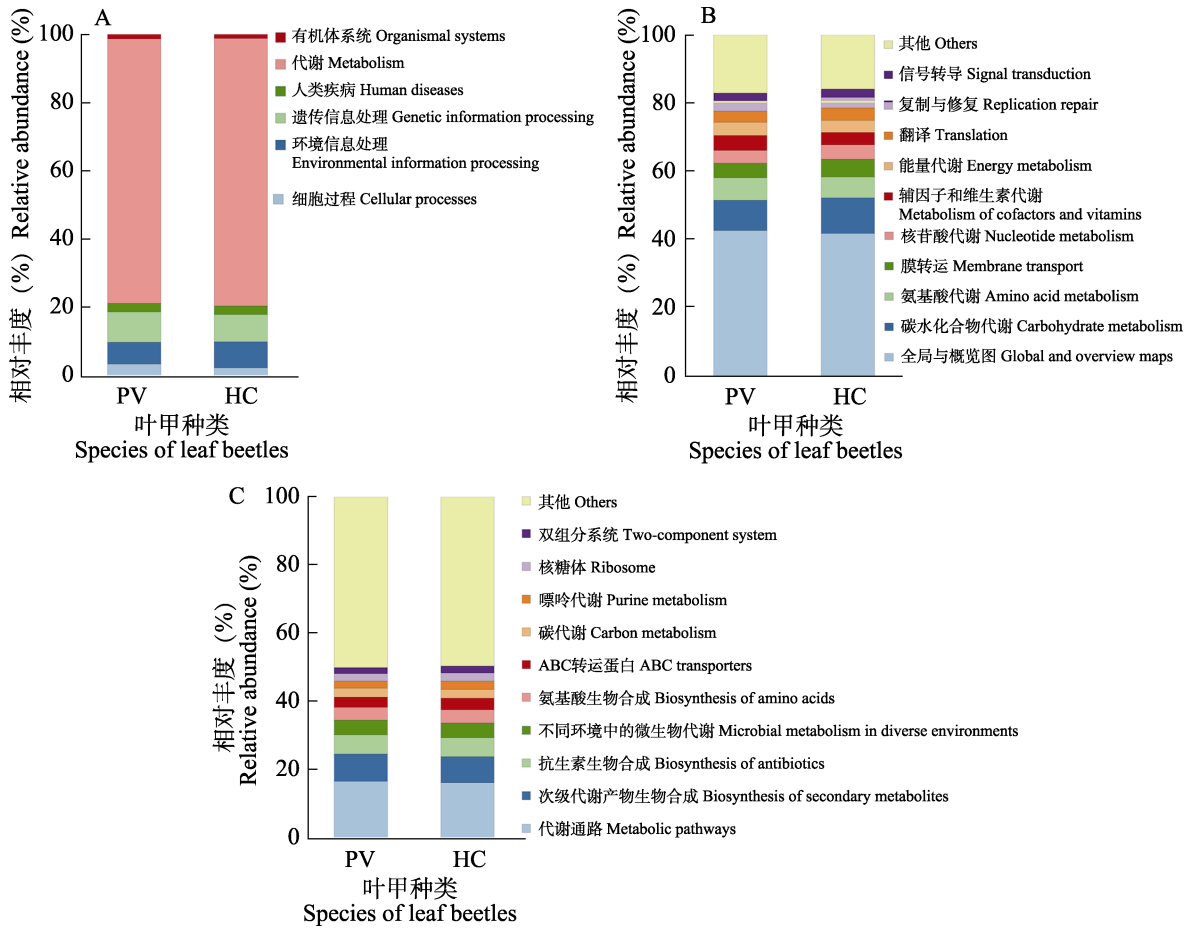 A
相对丰度（%）
Relative abundance (%)
100
80
60
40
20
0
PV
HC
叶甲种类
Species of leaf beetles
有机体系统 Organismal systems
代谢 Metabolism
人类疾病 Human diseases
遗传信息处理 Genetic information processing
环境信息处理
Environmental information processing
细胞过程 Cellular processes
B
相对丰度（%）
Relative abundance (%)
100
80
60
40
20
0
PV
HC
叶甲种类
Species of leaf beetles
其他 Others
信号转导 Signal transduction
复制与修复 Replication repair
翻译 Translation
能量代谢 Energy metabolism
辅因子和维生素代谢
Metabolism of cofactors and vitamins
核苷酸代谢 Nucleotide metabolism
膜转运 Membrane transport
氨基酸代谢 Amino acid metabolism
碳水化合物代谢 Carbohydrate metabolism
全局与概览图 Global and overview maps
C
相对丰度（%）
Relative abundance (%)
100
80
60
40
20
0
PV
HC
叶甲种类
Species of leaf beetles
其他 Others
双组分系统 Two-component system
核糖体 Ribosome
嘌呤代谢 Purine metabolism
碳代谢 Carbon metabolism
ABC转运蛋白 ABC transporters
氨基酸生物合成 Biosynthesis of amino acids
不同环境中的微生物代谢 Microbial metabolism in diverse environments
抗生素生物合成 Biosynthesis of antibiotics
次级代谢产物生物合成 Biosynthesis of secondary metabolites
代谢通路 Metabolic pathways